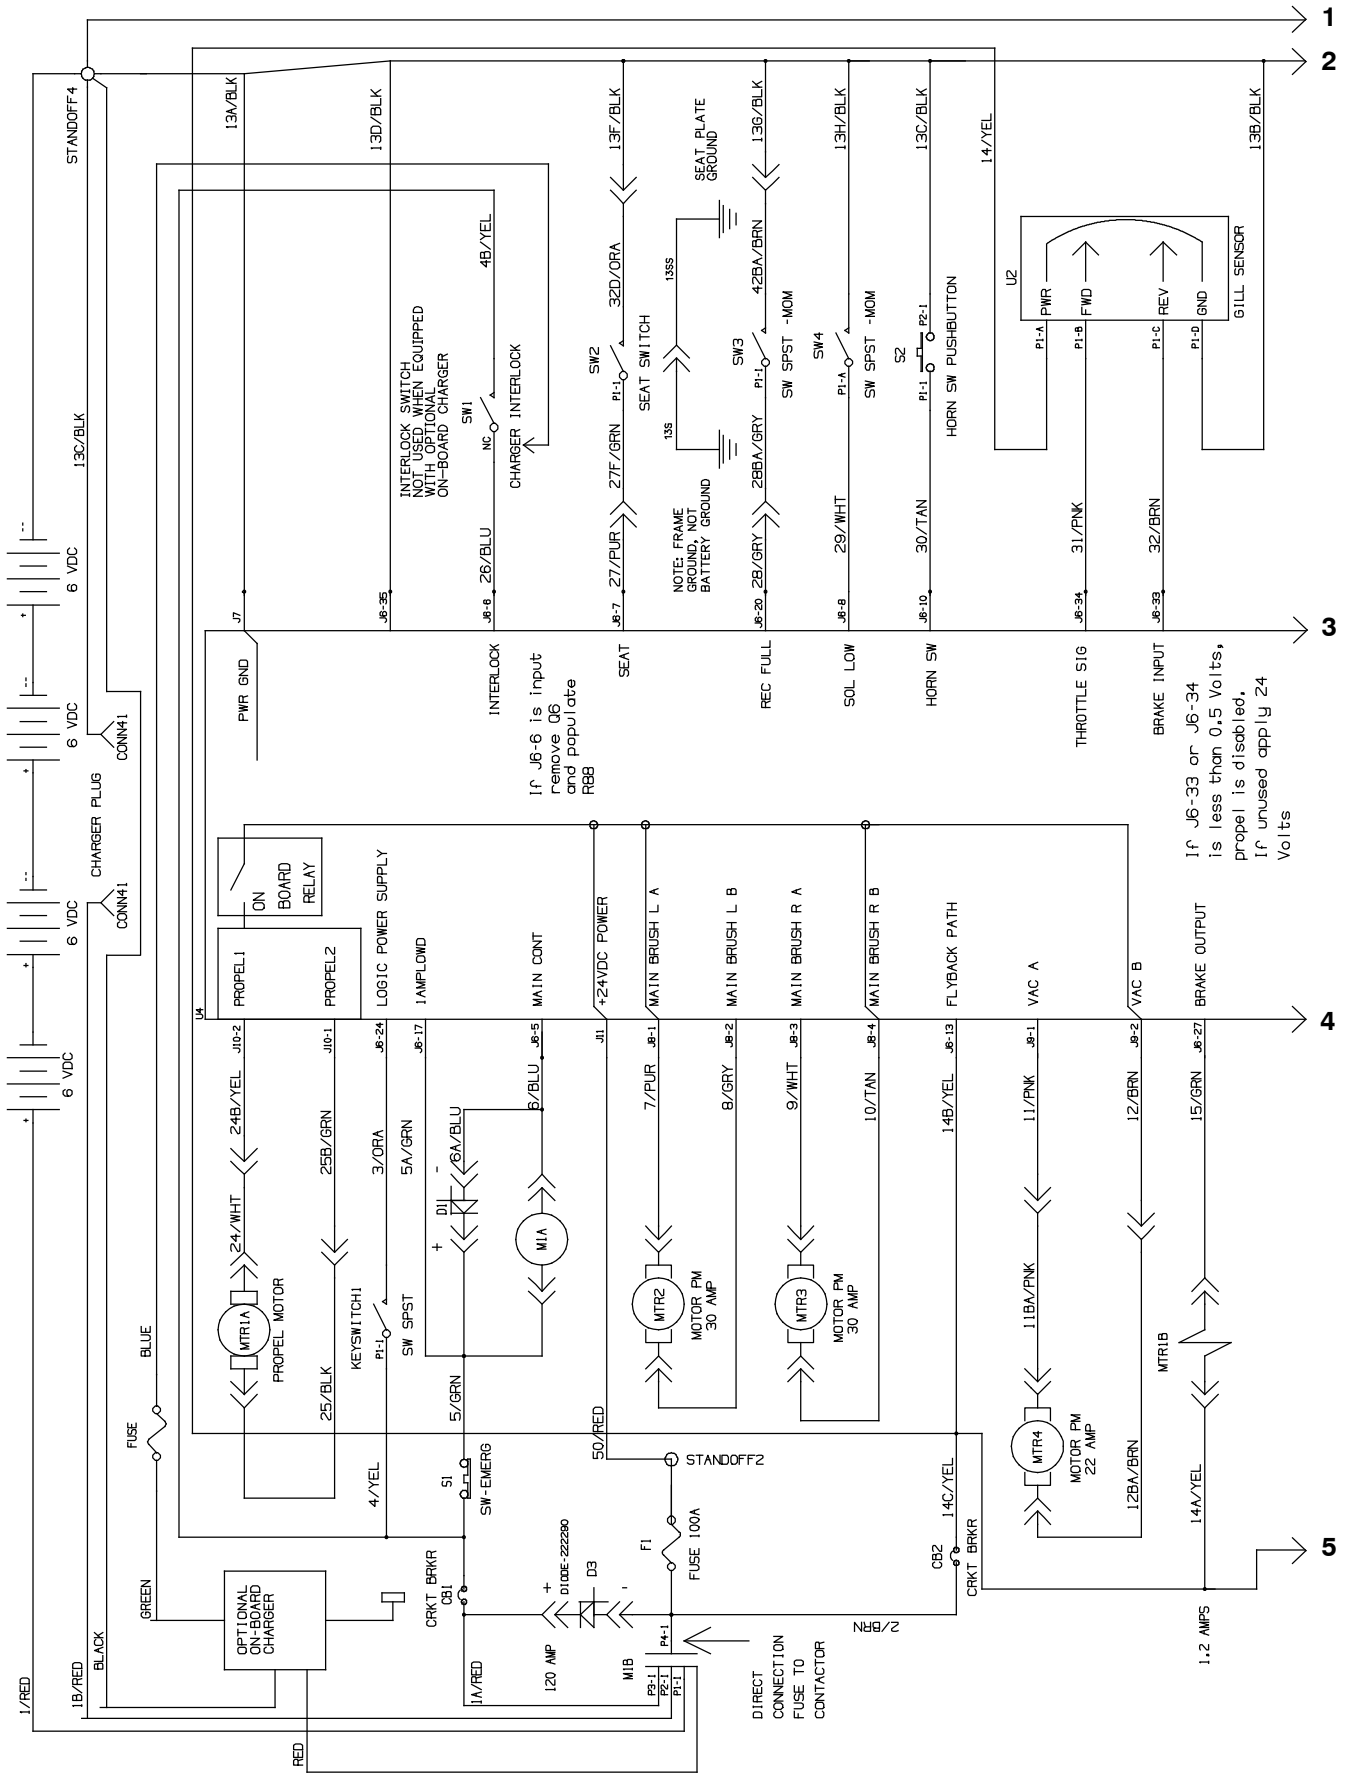 1
2
STANDOFF4
13A/BLK
13D/BLK
13F/BLK
13G/BLK
13H/BLK
13C/BLK
14/YEL
13B/BLK
SEAT PLATE
GROUND
4B/YEL
32D/ORA
13SS
42BA/BRN
U2
PWR
FWD
REV
GND
GILL SENSOR
P1-A
P1-B
P1-C
P1-D
13C/BLK
INTERLOCK SWITCH
NOT USED WHEN EQUIPPED
WITH OPTIONAL
ON-BOARD CHARGER
SW1
NC
CHARGER INTERLOCK
SW2
P1-1
SEAT SWITCH
SW3
P1-1
SW SPST -MOM
SW4
P1-A
SW SPST -MOM
S2
P1-1
P2-1
HORN SW PUSHBUTTON
13S
26/BLU
27F/GRN
27/PUR
NOTE: FRAME
GROUND, NOT
BATTERY GROUND
28BA/GRY
28/GRY
29/WHT
30/TAN
31/PNK
32/BRN
6 VDC
+
--
J7
J6-35
J6-6
J6-7
J6-20
J6-8
J6-10
J6-34
J6-33
3
PWR GND
INTERLOCK
SEAT
REC FULL
SOL LOW
HORN SW
THROTTLE SIG
BRAKE INPUT
If J6-6 is input
remove Q6
and populate
R88
If J6-33 or J6-34
is less than 0.5 Volts,
propel is disabled.
If unused apply 24
Volts
6 VDC
+
--
CONN41
CHARGER PLUG
CONN41
6 VDC
+
--
ON
BOARD
RELAY
U4
PROPEL1
PROPEL2
LOGIC POWER SUPPLY
1AMPLOWD
MAIN CONT
+24VDC POWER
MAIN BRUSH L A
MAIN BRUSH L B
MAIN BRUSH R A
MAIN BRUSH R B
FLYBACK PATH
VAC A
VAC B
BRAKE OUTPUT
4
6 VDC
+
J10-2
J10-1
J6-24
J6-17
J6-5
J11
J8-1
J8-2
J8-3
J8-4
J6-13
J9-1
J9-2
J6-27
24B/YEL
25B/GRN
3/ORA
5A/GRN
6A/BLU
6/BLU
7/PUR
8/GRY
9/WHT
10/TAN
14B/YEL
11/PNK
12/BRN
15/GRN
24/WHT
D1
-
+
M1A
MTR1A
PROPEL MOTOR
KEYSWITCH1
P1-1
SW SPST
MTR2
MOTOR PM
30 AMP
MTR3
MOTOR PM
30 AMP
11BA/PNK
MTR1B
BLUE
FUSE
25/BLK
5/GRN
50/RED
STANDOFF2
MTR4
MOTOR PM
22 AMP
4/YEL
S1
SW-EMERG
14C/YEL
12BA/BRN
14A/YEL
F1
FUSE 100A
5
GREEN
OPTIONAL
ON-BOARD
CHARGER
CRKT BRKR
CB1
DIODE-222290
+
D3
-
120 AMP
CB2
CRKT BRKR
2/BRN
1.2 AMPS
1/RED
1B/RED
BLACK
1A/RED
M1B
P4-1
P3-1
P2-1
P1-1
DIRECT
CONNECTION
FUSE TO
CONTACTOR
RED